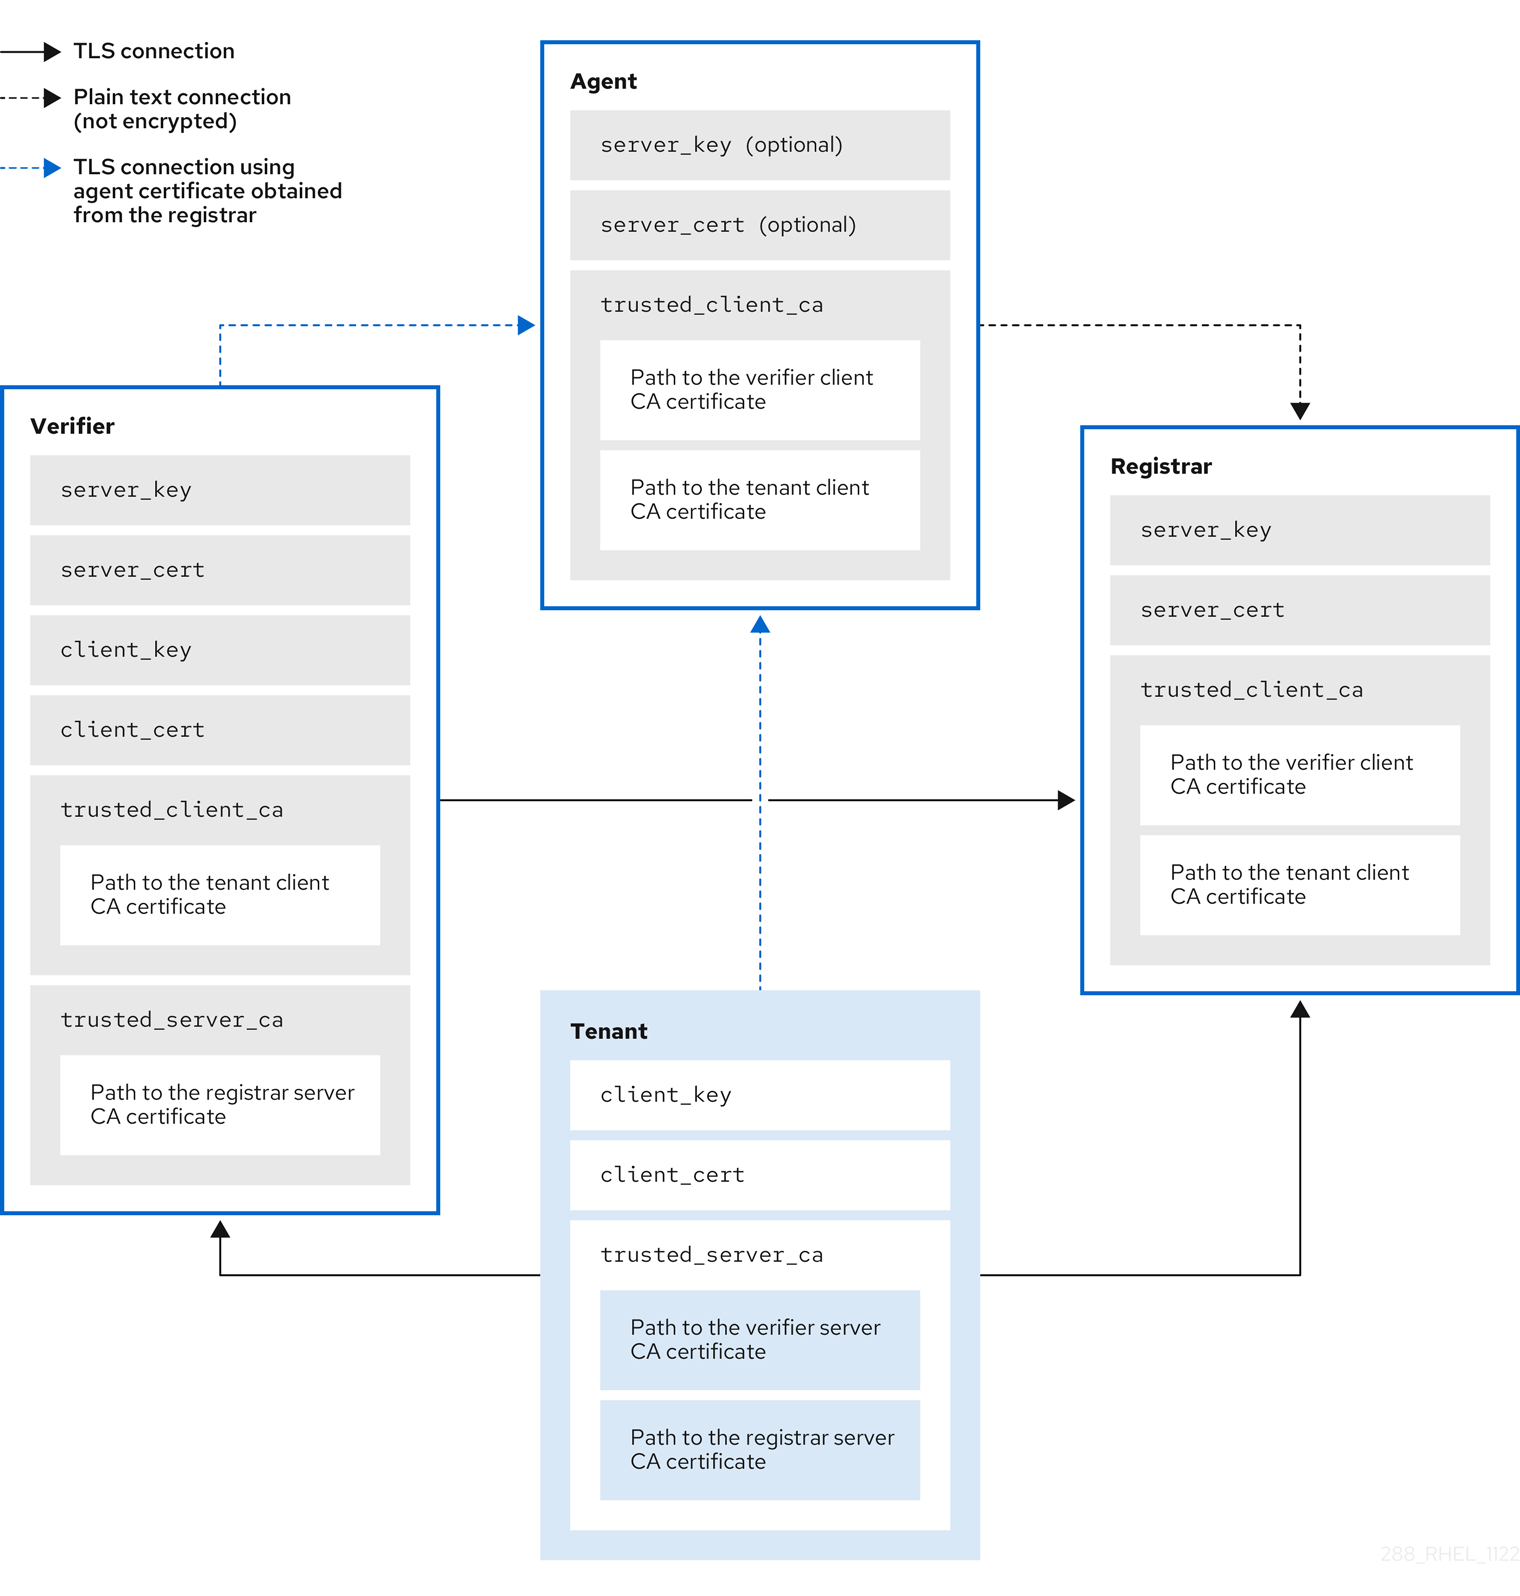 TLS connection
Plain text connection
(not encrypted)
TLS connection using
agent certificate obtained
from the registrar
Agent
server_key (optional)
server_cert (optional)
trusted_client_ca
Path to the verifier client
CA certificate
Path to the tenant client
CA certificate
Verifier
server_key
server_cert
client_key
client_cert
trusted_client_ca
Path to the tenant client
CA certificate
trusted_server_ca
Path to the registrar server
CA certificate
Registrar
server_key
server_cert
trusted_client_ca
Path to the verifier client
CA certificate
Path to the tenant client
CA certificate
Tenant
client_key
client_cert
trusted_server_ca
Path to the verifier server
CA certificate
Path to the registrar server
CA certificate
288_RHEL_1122